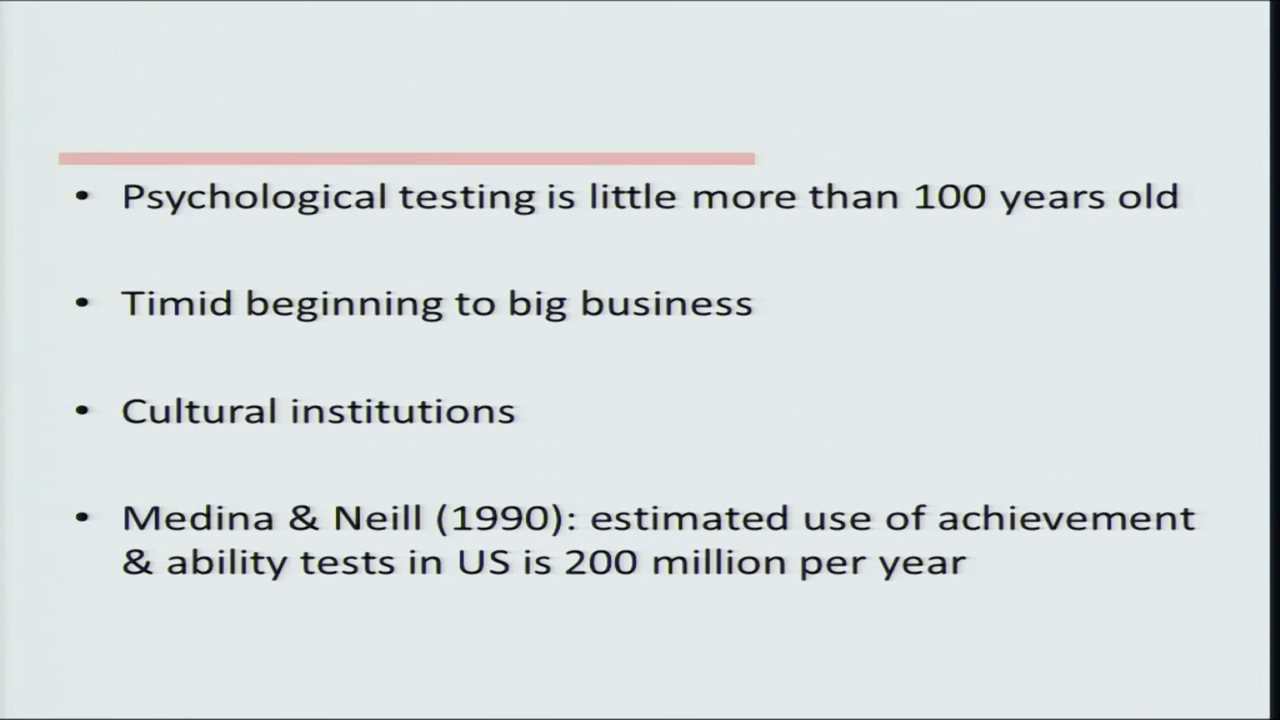 • Psychological testing is little more than 100 years old
• Timid beginning to big business
• Cultural institutions
• Medina & Neill (1990): estimated use of achievement
& ability tests in US is 200 million per year